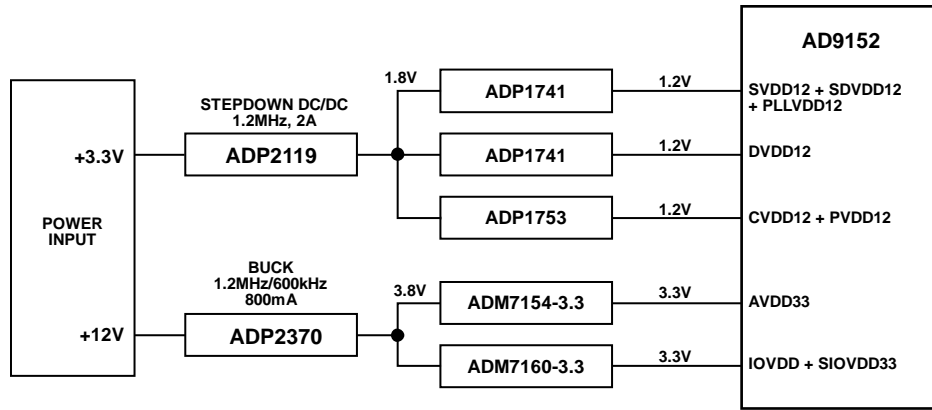 AD9152
1.8V
ADP1741
1.2V
SVDD12 + SDVDD12
+ PLLVDD12
STEPDOWN DC/DC
1.2MHz, 2A
+3.3V
ADP2119
ADP1741
1.2V
DVDD12
ADP1753
1.2V
CVDD12 + PVDD12
POWER
INPUT
BUCK
1.2MHz/600kHz
800mA
3.8V
ADM7154-3.3
3.3V
AVDD33
+12V
ADP2370
ADM7160-3.3
3.3V
IOVDD + SIOVDD33